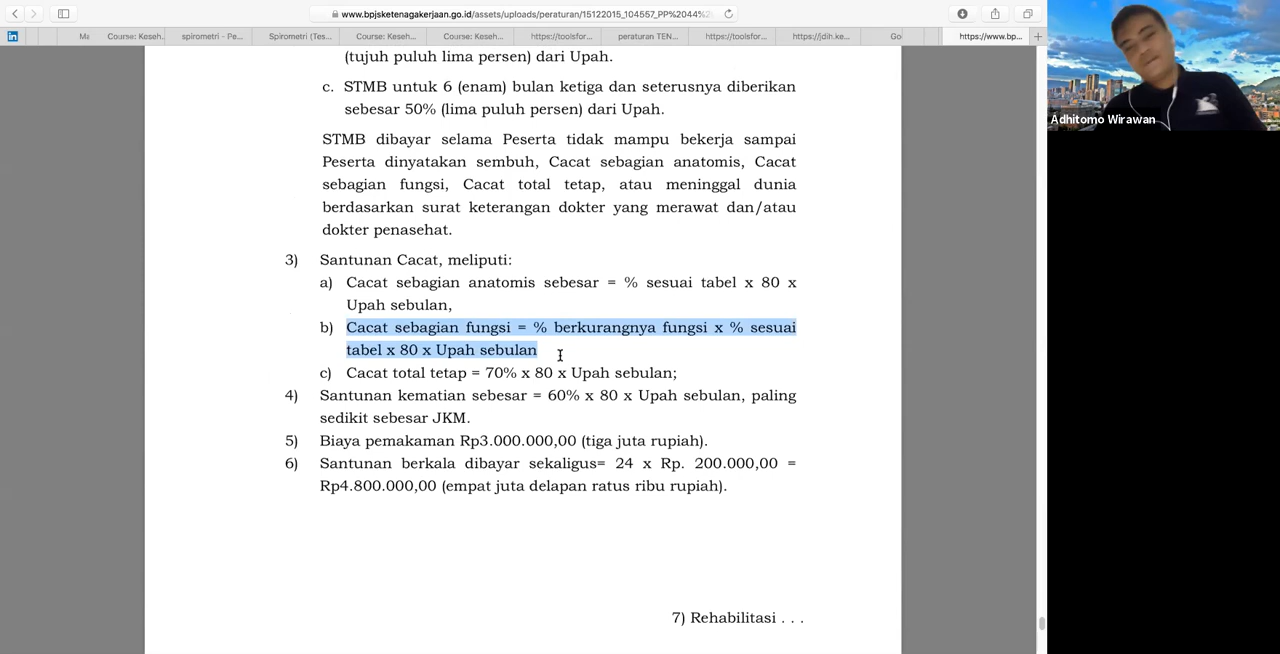 www.bpjsketenagakerjaan.go.id/assets/uploads/peraturan/15122015_104557_PP%2044%2
Ma
Course: Keseh..
spirometri - Pe...
Spirometri (Tes...
Course: Keseh...
Course: Keseh...
https://toolsfor...
peraturan TEN...
https://toolsfor...
https://jdih.ke...
Go
https://www.bp...
(tujuh puluh lima persen) dari Upah.
c. STMB untuk 6 (enam) bulan ketiga dan seterusnya diberikan
sebesar 50% (lima puluh persen) dari Upah.
STMB dibayar selama Peserta tidak mampu bekerja sampai
Peserta dinyatakan sembuh, Cacat sebagian anatomis, Cacat
sebagian fungsi, Cacat total tetap, atau meninggal dunia
berdasarkan surat keterangan dokter yang merawat dan/atau
dokter penasehat.
3) Santunan Cacat, meliputi:
a) Cacat sebagian anatomis sebesar = % sesuai tabel x 80 x
Upah sebulan,
b) Cacat sebagian fungsi = % berkurangnya fungsi x % sesuai
tabel x 80 x Upah sebulan
c) Cacat total tetap = 70% x 80 x Upah sebulan;
4) Santunan kematian sebesar = 60% x 80 x Upah sebulan, paling
sedikit sebesar JKM.
5) Biaya pemakaman Rp3.000.000,00 (tiga juta rupiah).
6) Santunan berkala dibayar sekaligus= 24 x Rp. 200.000,00 =
Rp4.800.000,00 (empat juta delapan ratus ribu rupiah).
7) Rehabilitasi . . .
Adhitomo Wirawan